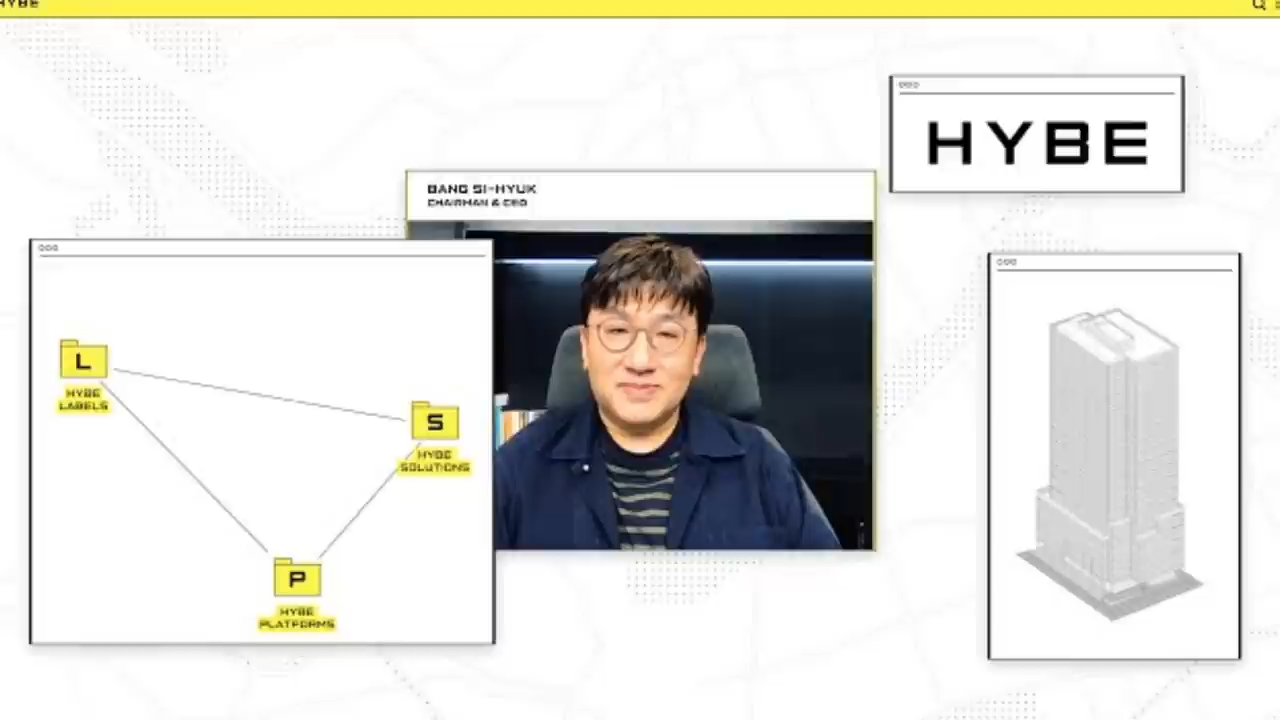 HYBE
HYBE
BANG SI-HYUK
CHAIRMAN & CEO
L
HYBE
LABELS
S
HYBE
SOLUTIONS
P
HYBE
PLATFORMS